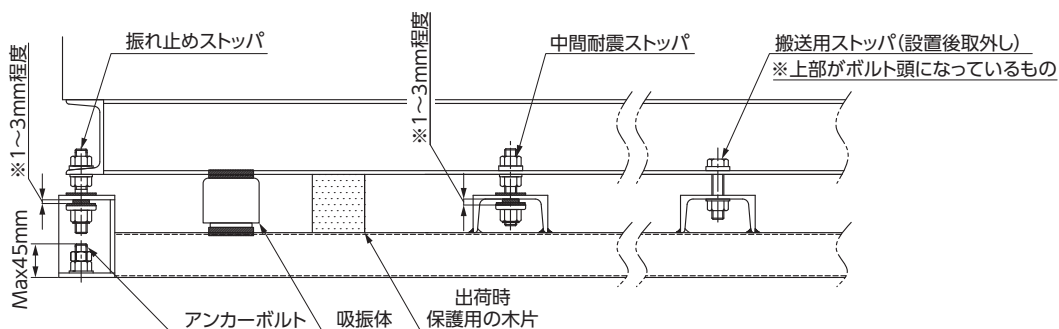 振れ止めストッパ
中間耐震ストッパ
搬送用ストッパ(設置後取外し)
※上部がボルト頭になっているもの
※1〜3mm程度
※1〜3mm程度
Max45mm
アンカーボルト
吸振体
出荷時
保護用の木片